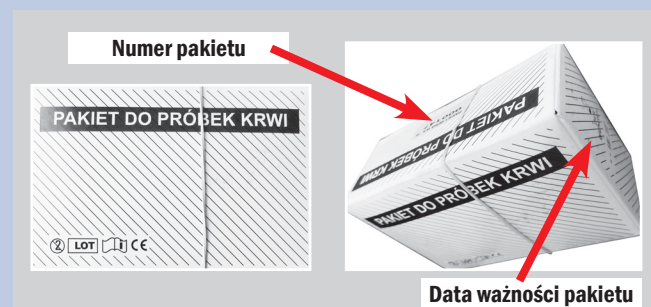 Numer pakietu
PAKIET DO PRÓBEK KRWI
LOT
CE
PAKIET DO PRÓBEK KRWI
PAKIET DO PRÓBEK KRWI
Data ważności pakietu